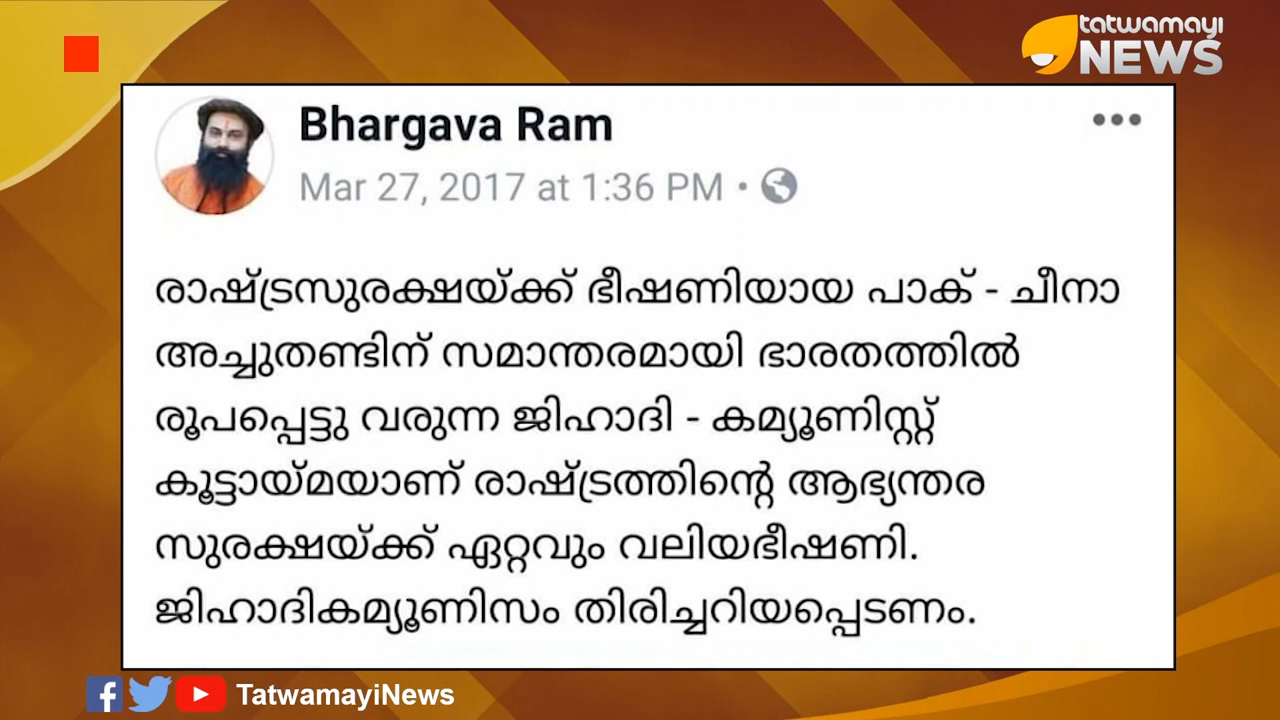 tatwamayi
NEWS
Bhargava Ram
Mar 27, 2017 at 1:36 PM •
രാഷ്ട്രസുരക്ഷയ്ക്ക് ഭീഷണിയായ പാക് - ചീനാ
അച്ചുതണ്ടിന് സമാന്തരമായി ഭാരതത്തിൽ
രൂപപ്പെട്ടു വരുന്ന ജിഹാദി - കമ്യൂണിസ്റ്റ്
കൂട്ടായ്മയാണ് രാഷ്ട്രത്തിന്റെ ആഭ്യന്തര
സുരക്ഷയ്ക്ക് ഏറ്റവും വലിയഭീഷണി.
ജിഹാദികമ്യൂണിസം തിരിച്ചറിയപ്പെടണം.
TatwamayiNews